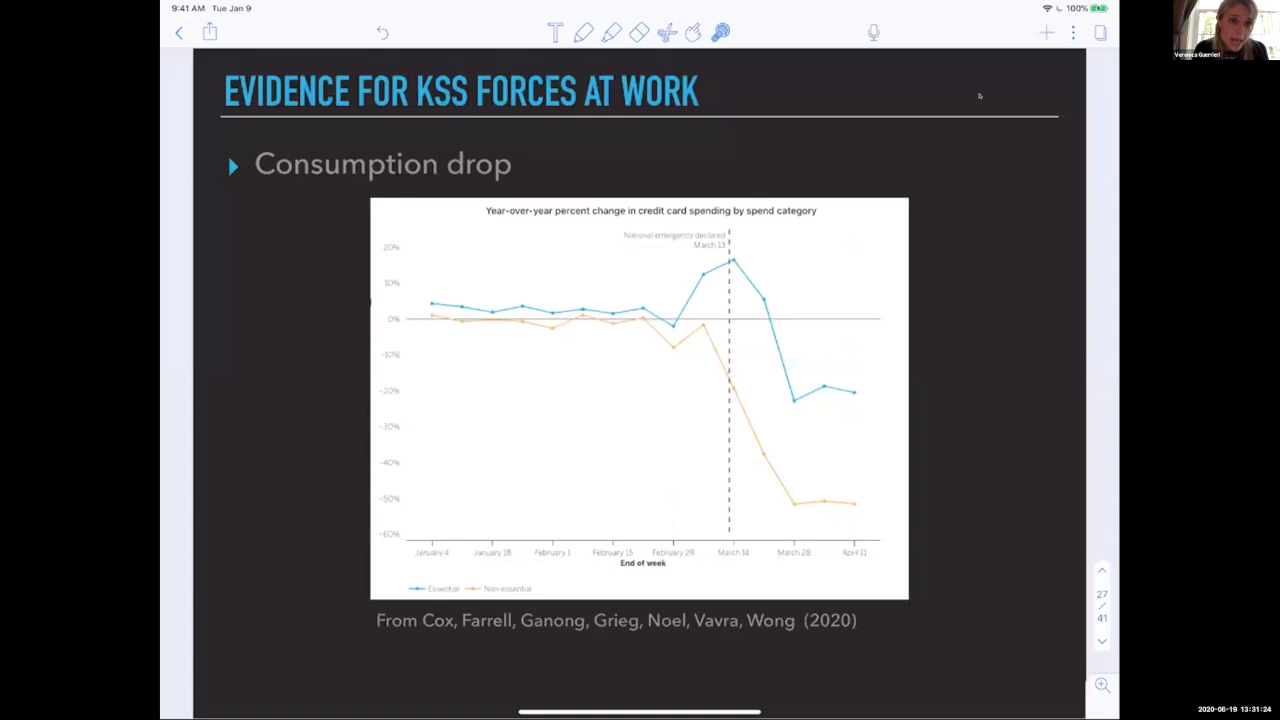 9:41 AM Tue Jan 9
100%
Veronica Guerrieri
EVIDENCE FOR KSS FORCES AT WORK
Consumption drop
Year-over-year percent change in credit card spending by spend category
National emergency declared
March 13
20%
10%
0%
-10%
-20%
-30%
-40%
-50%
-60%
January 4 January 18 February 1 February 15 February 29 March 14 March 28 April 11
End of week
Essential Non-essential
From Cox, Farrell, Ganong, Grieg, Noel, Vavra, Wong (2020)
27
/
41
2020-06-19 13:31:24